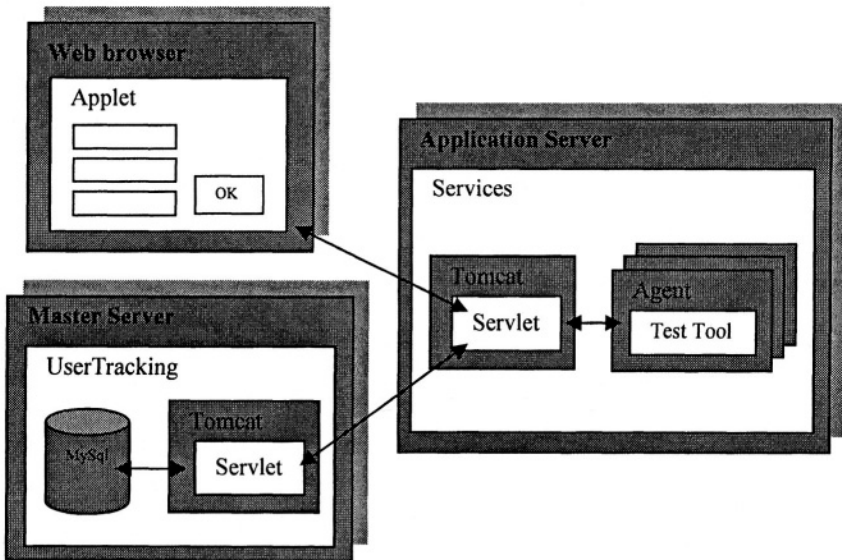 Web browser
Applet
OK
Application Server
Services
Tomcat
Servlet
Agent
Test Tool
Master Server
UserTracking
MySql
Tomcat
Servlet